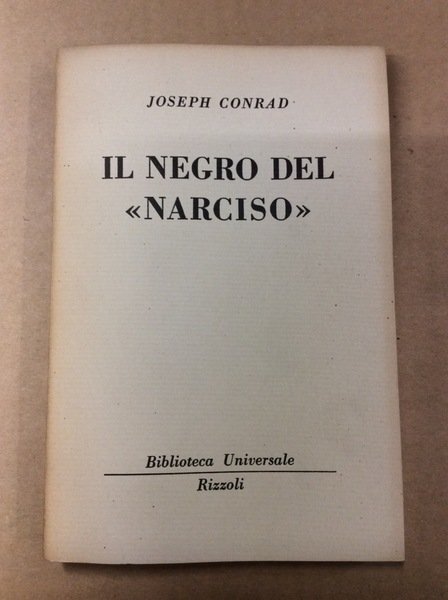 JOSEPH CONRAD
IL NEGRO DEL
«NARCISO»
Biblioteca Universale
Rizzoli